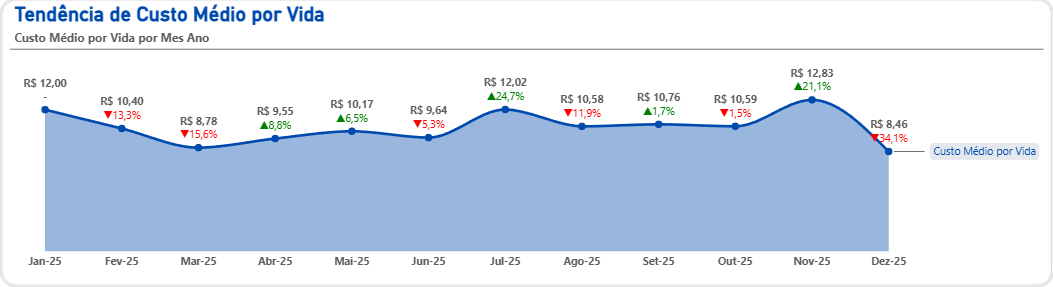 Tendência de Custo Médio por Vida
Custo Médio por Vida por Mes Ano
R$ 12,00
-
R$ 10,40
▼13,3%
R$ 8,78
▼15,6%
R$ 9,55
▲8,8%
R$ 10,17
▲6,5%
R$ 9,64
▼5,3%
R$ 12,02
▲24,7%
R$ 10,58
▼11,9%
R$ 10,76
▲1,7%
R$ 10,59
▼1,5%
R$ 12,83
▲21,1%
R$ 8,46
▼34,1%
Custo Médio por Vida
Jan-25 Fev-25 Mar-25 Abr-25 Mai-25 Jun-25 Jul-25 Ago-25 Set-25 Out-25 Nov-25 Dez-25